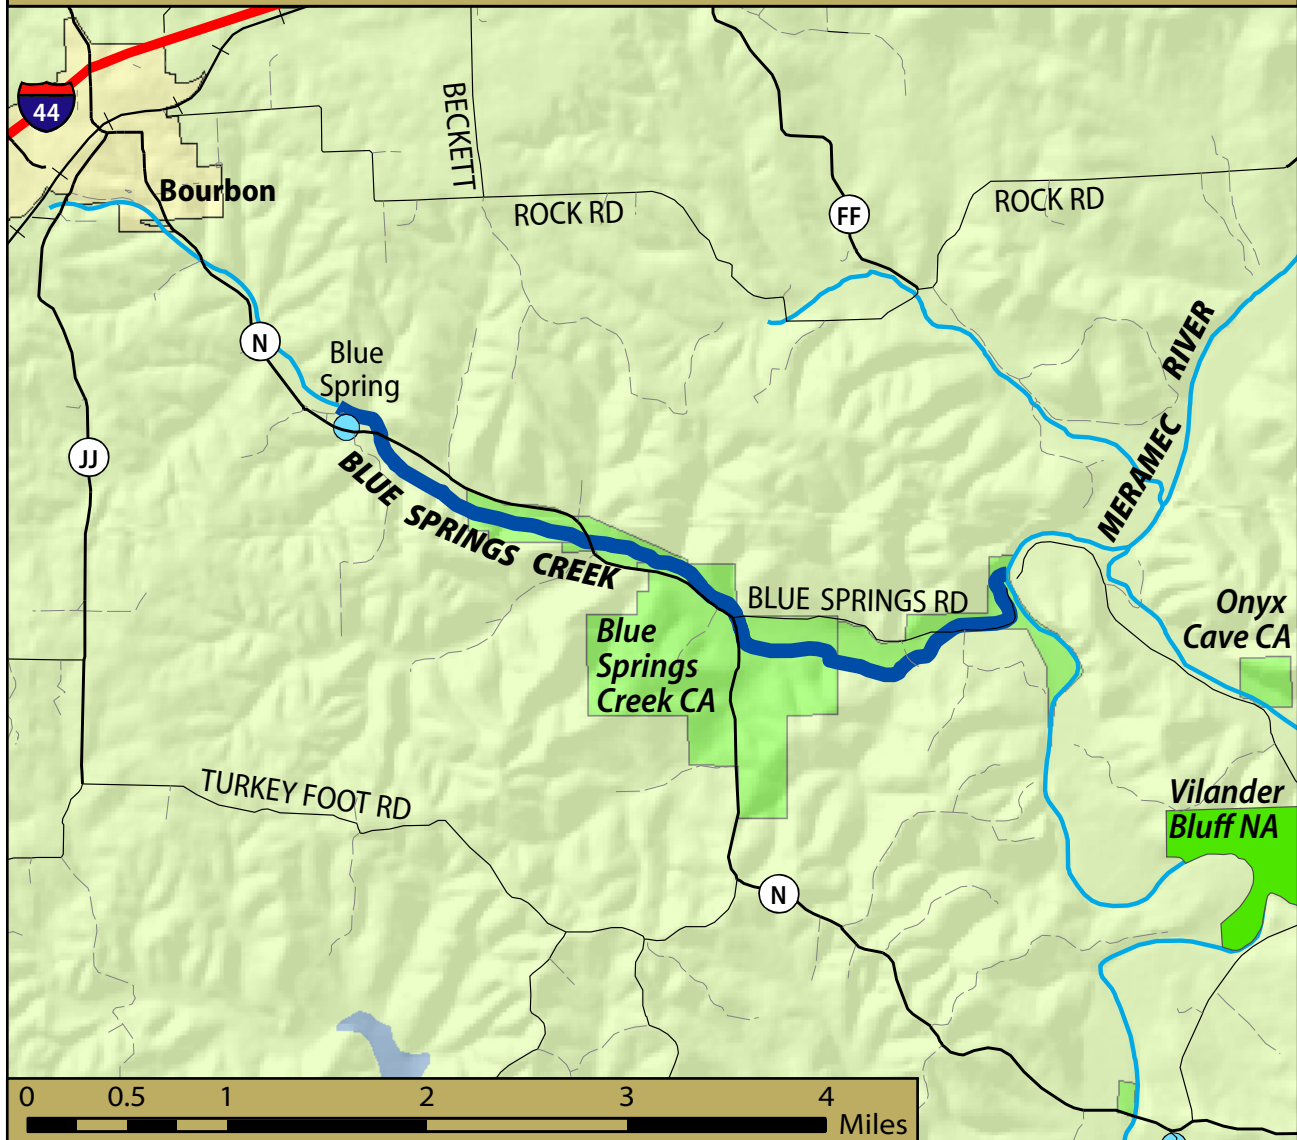 44
BECKETT
Bourbon
ROCK RD
FF
ROCK RD
N
Blue
Spring
MERAMEC RIVER
JJ
BLUE SPRINGS CREEK
BLUE SPRINGS RD
Onyx
Cave CA
Blue
Springs
Creek CA
TURKEY FOOT RD
Vilander
Bluff NA
N
0 0.5 1 2 3 4
Miles